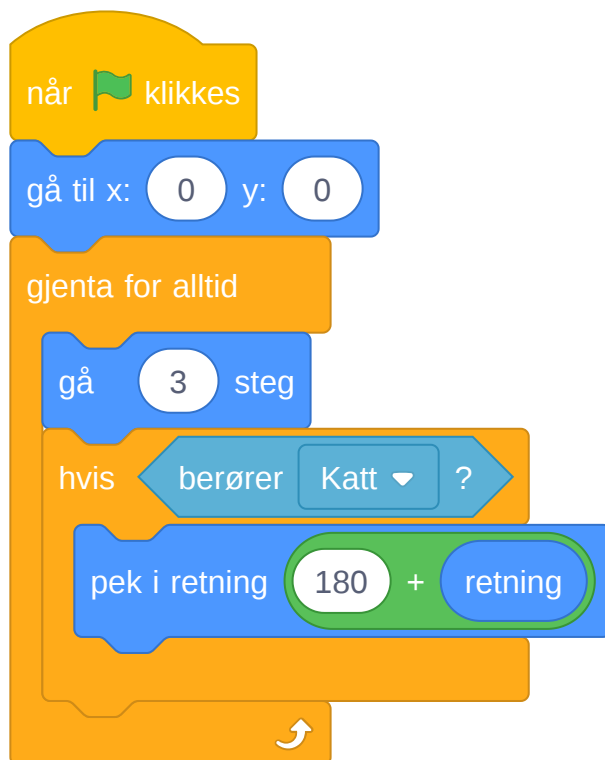 når klikkes
gå til x: 0 y: 0
gjenta for alltid
gå 3 steg
hvis berører Katt ?
pek i retning 180 + retning